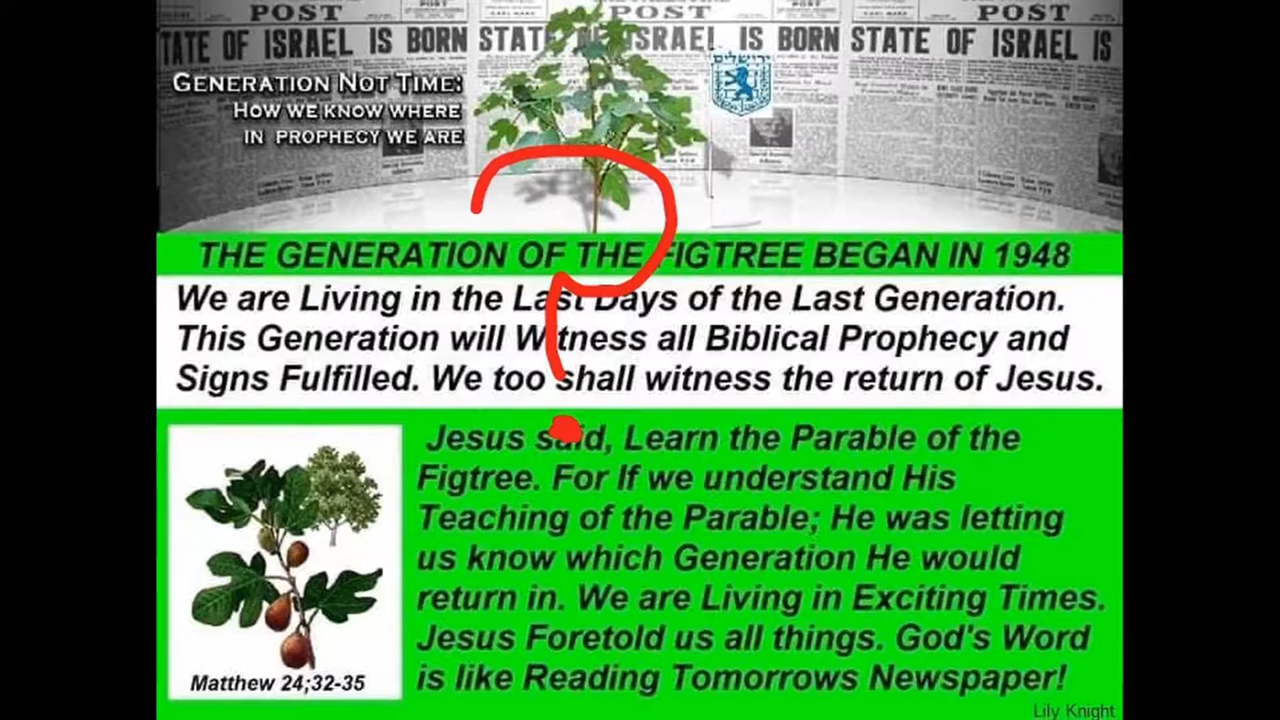 POST POST
TATE OF ISRAEL IS BORN STATE OF ISRAEL IS BORN STATE OF ISRAEL IS
ירושלים
GENERATION NOT TIME:
HOW WE KNOW WHERE
IN PROPHECY WE ARE
THE GENERATION OF THE FIGTREE BEGAN IN 1948
We are Living in the Last Days of the Last Generation.
This Generation will Witness all Biblical Prophecy and
Signs Fulfilled. We too shall witness the return of Jesus.
Jesus said, Learn the Parable of the
Figtree. For If we understand His
Teaching of the Parable; He was letting
us know which Generation He would
return in. We are Living in Exciting Times.
Jesus Foretold us all things. God's Word
is like Reading Tomorrows Newspaper!
Matthew 24;32-35
Lily Knight